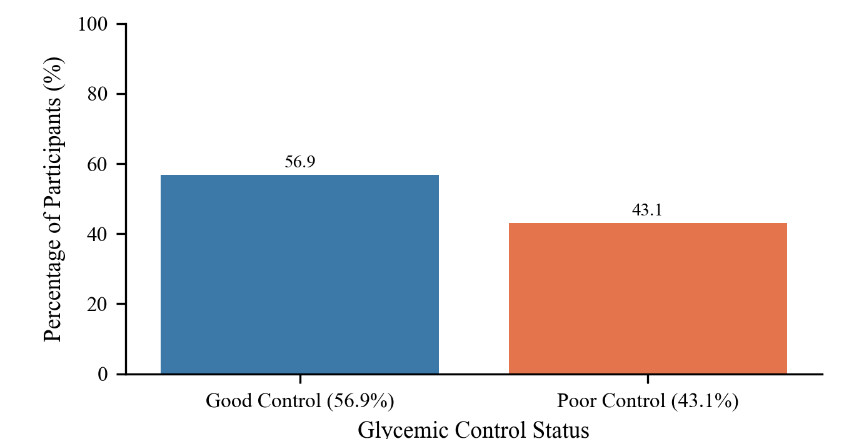 Percentage of Participants (%)
100
80
60
40
20
0
56.9
43.1
Good Control (56.9%)
Poor Control (43.1%)
Glycemic Control Status